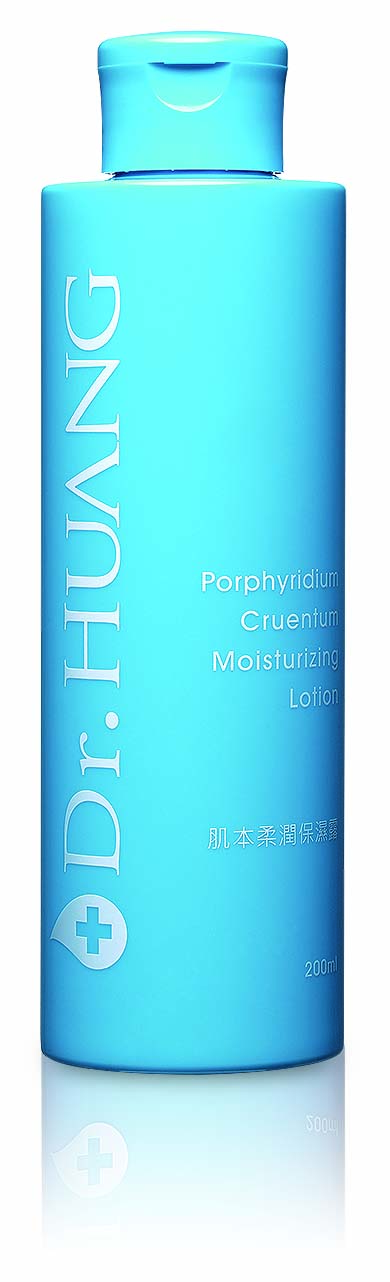 Dr. HUANG
Porphyridium
Cruentum
Moisturizing
Lotion
肌本柔潤保濕露
200ml